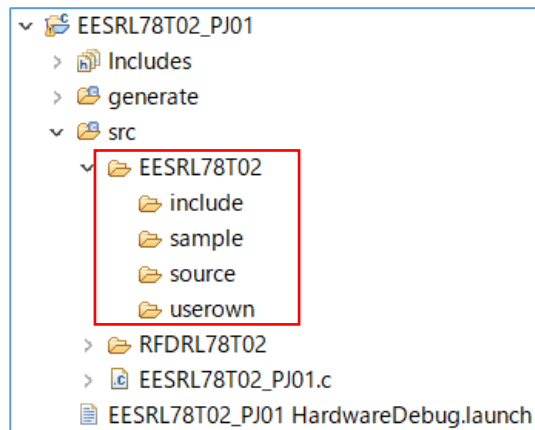 EESRL78T02_PJ01
Includes
generate
src
EESRL78T02
include
sample
source
userown
RFDRL78T02
EESRL78T02_PJ01.c
EESRL78T02_PJ01 HardwareDebug.launch